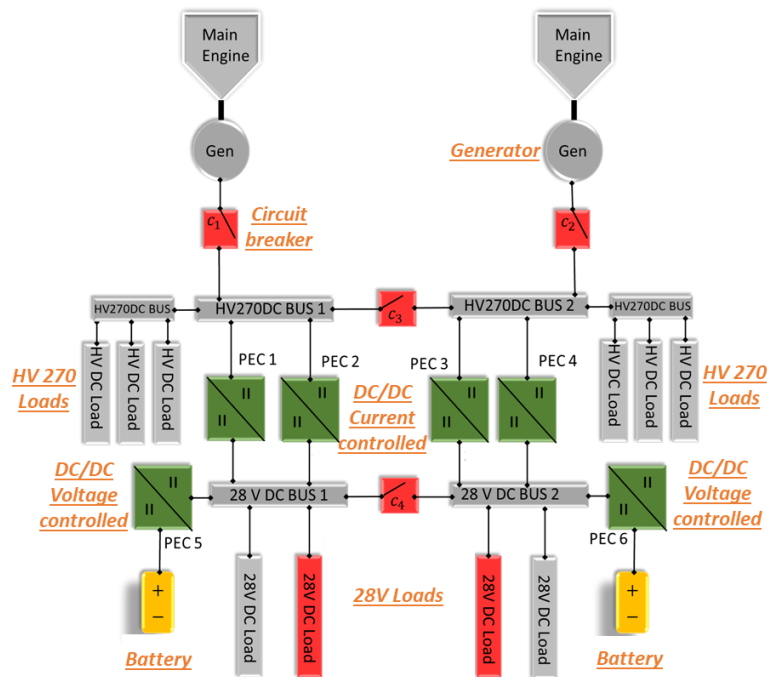 Main
Engine
Main
Engine
Gen
Generator
Gen
c₁
Circuit
breaker
c₂
HV270DC BUS
HV270DC BUS 1
c₃
HV270DC BUS 2
HV270DC BUS
HV 270
Loads
HV DC Load
HV DC Load
HV DC Load
PEC 1
PEC 2
PEC 3
PEC 4
HV DC Load
HV DC Load
HV DC Load
HV 270
Loads
II
II
II
II
DC/DC
Current
controlled
II
II
II
II
DC/DC
Voltage
controlled
II
II
PEC 5
28 V DC BUS 1
c₄
28 V DC BUS 2
II
II
PEC 6
DC/DC
Voltage
controlled
+
−
Battery
28V DC Load
28V DC Load
28V Loads
28V DC Load
28V DC Load
+
−
Battery